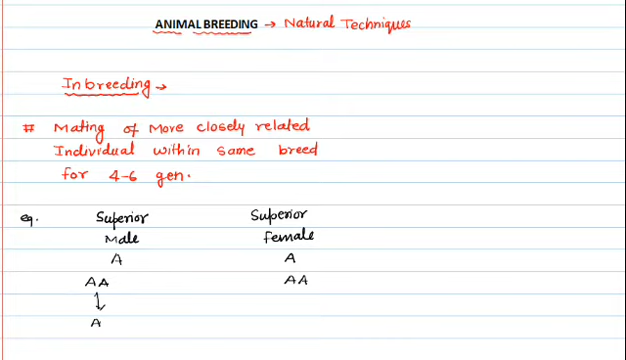 ANIMAL BREEDING → Natural Techniques
Inbreeding →
# Mating of More closely related
Individual within same breed
for 4-6 gen.
eg. Superior Superior
Male female
A A
AA AA
↓
A